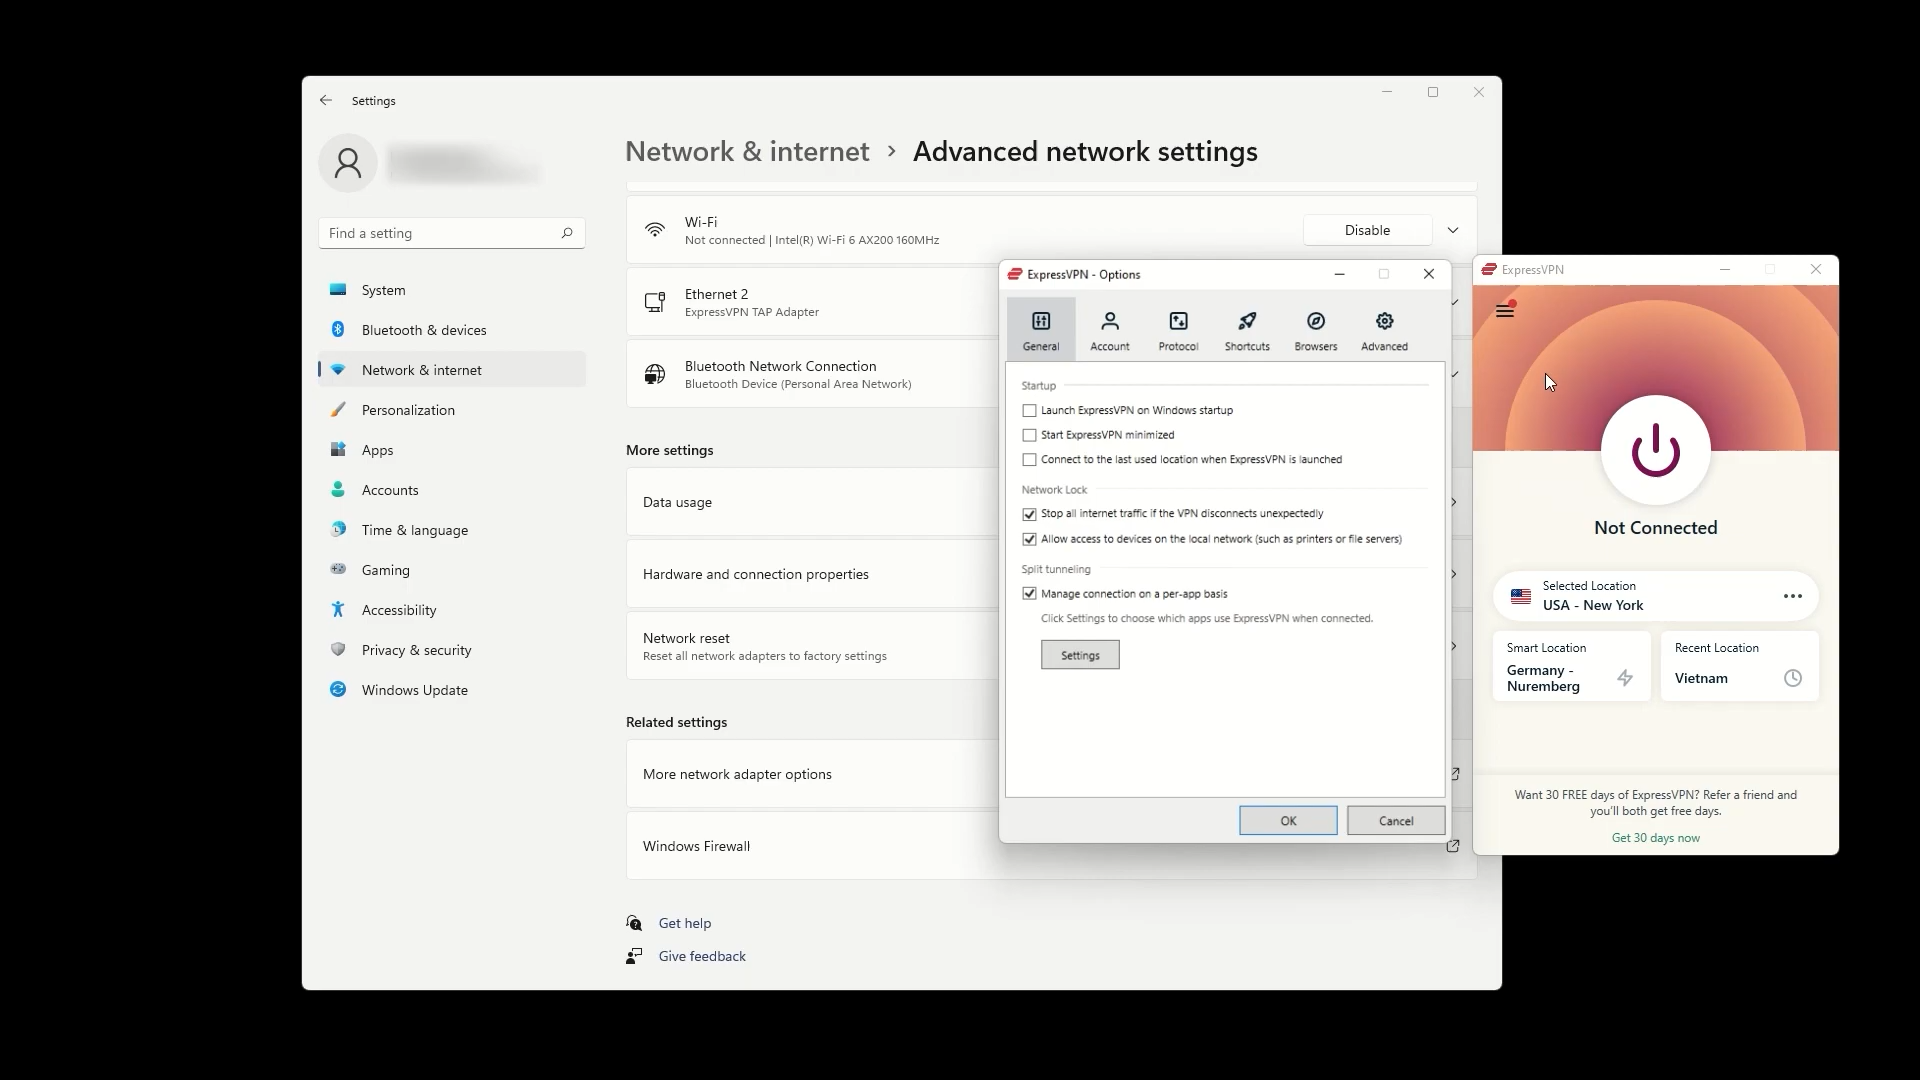 Settings
Find a setting
System
Bluetooth & devices
Network & internet
Personalization
Apps
Accounts
Time & language
Gaming
Accessibility
Privacy & security
Windows Update
Network & internet > Advanced network settings
Wi-Fi
Not connected | Intel(R) Wi-Fi 6 AX200 160MHz
Disable
Ethernet 2
ExpressVPN TAP Adapter
Bluetooth Network Connection
Bluetooth Device (Personal Area Network)
More settings
Data usage
Hardware and connection properties
Network reset
Reset all network adapters to factory settings
Related settings
More network adapter options
Windows Firewall
Get help
Give feedback
ExpressVPN - Options
General
Account
Protocol
Shortcuts
Browsers
Advanced
Startup
Launch ExpressVPN on Windows startup
Start ExpressVPN minimized
Connect to the last used location when ExpressVPN is launched
Network Lock
Stop all internet traffic if the VPN disconnects unexpectedly
Allow access to devices on the local network (such as printers or file servers)
Split tunneling
Manage connection on a per-app basis
Click Settings to choose which apps use ExpressVPN when connected.
Settings
OK
Cancel
ExpressVPN
Not Connected
Selected Location
USA - New York
Smart Location
Germany -
Nuremberg
Recent Location
Vietnam
Want 30 FREE days of ExpressVPN? Refer a friend and
you'll both get free days.
Get 30 days now